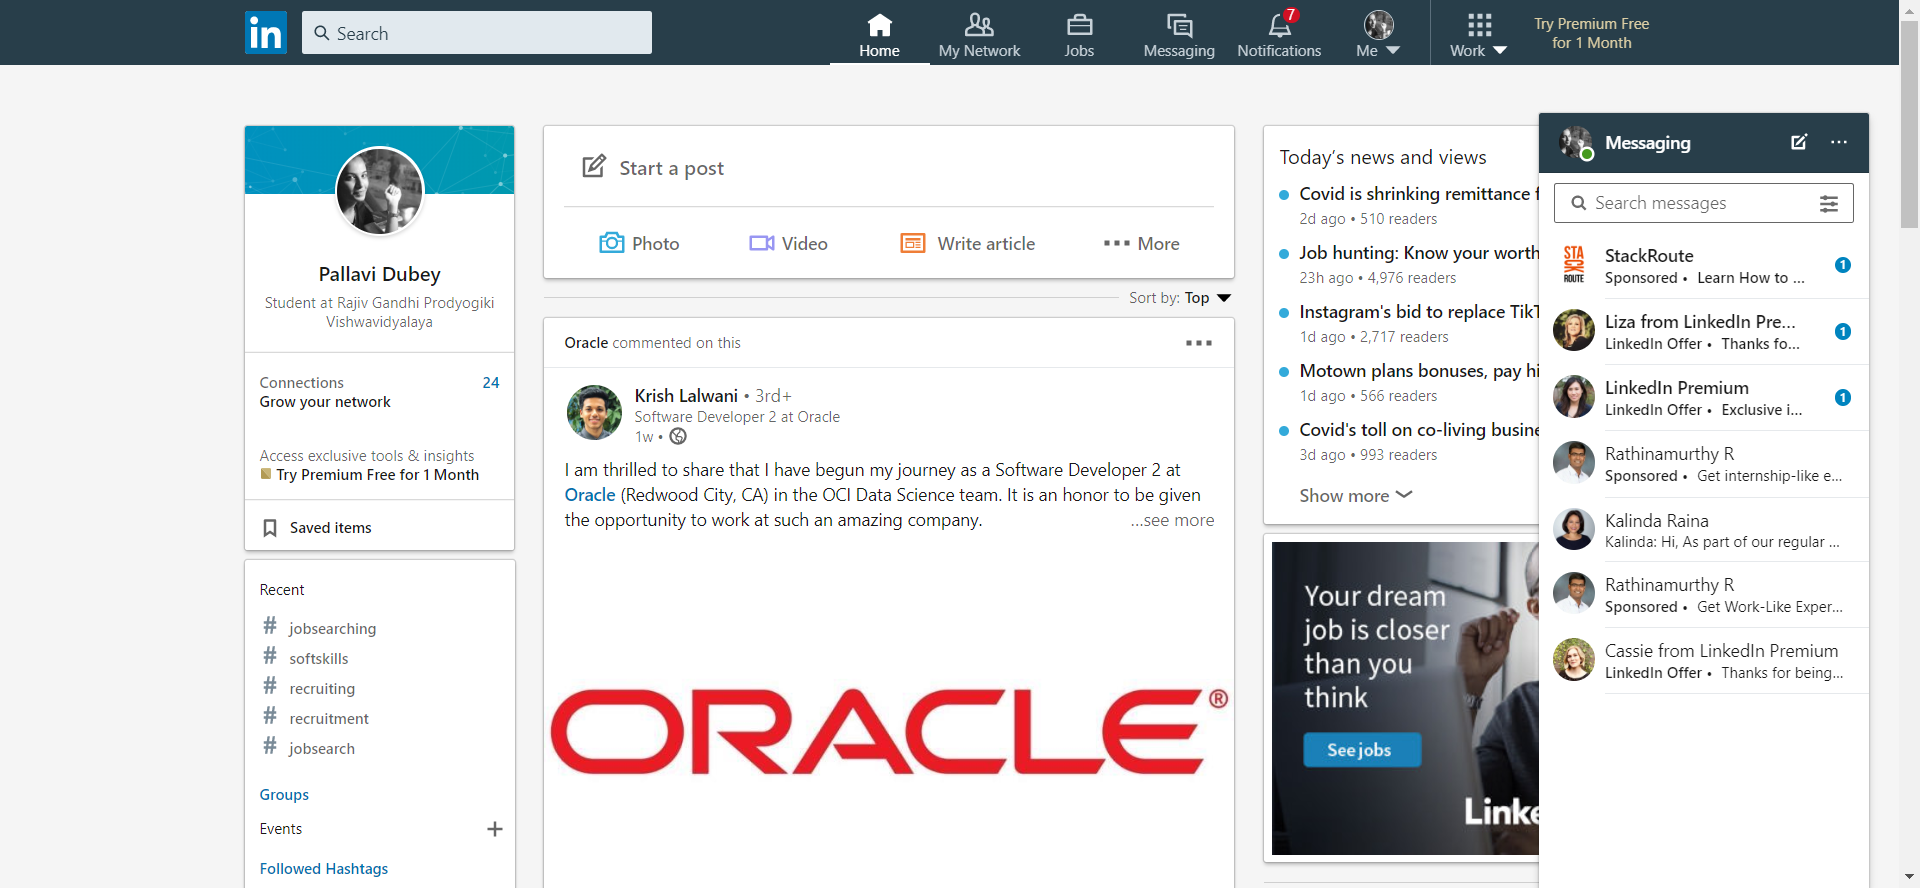 in
Search
Home
My Network
Jobs
Messaging
7
Notifications
Me
Work
Try Premium Free
for 1 Month
Pallavi Dubey
Student at Rajiv Gandhi Prodyogiki
Vishwavidyalaya
Connections 24
Grow your network
Access exclusive tools & insights
Try Premium Free for 1 Month
Saved items
Recent
# jobsearching
# softskills
# recruiting
# recruitment
# jobsearch
Groups
Events +
Followed Hashtags
Start a post
Photo Video Write article More
Sort by: Top
Oracle commented on this
Krish Lalwani • 3rd+
Software Developer 2 at Oracle
1w •
I am thrilled to share that I have begun my journey as a Software Developer 2 at
Oracle (Redwood City, CA) in the OCI Data Science team. It is an honor to be given
the opportunity to work at such an amazing company. ...see more
ORACLE®
Today's news and views
Covid is shrinking remittance
2d ago • 510 readers
Job hunting: Know your worth
23h ago • 4,976 readers
Instagram's bid to replace TikT
1d ago • 2,717 readers
Motown plans bonuses, pay hi
1d ago • 566 readers
Covid's toll on co-living busine
3d ago • 993 readers
Show more
Your dream
job is closer
than you
think
See jobs
Linke
Messaging
Search messages
STACKROUTE
StackRoute 1
Sponsored • Learn How to ...
Liza from LinkedIn Pre... 1
LinkedIn Offer • Thanks fo...
LinkedIn Premium 1
LinkedIn Offer • Exclusive i...
Rathinamurthy R
Sponsored • Get internship-like e...
Kalinda Raina
Kalinda: Hi, As part of our regular ...
Rathinamurthy R
Sponsored • Get Work-Like Exper...
Cassie from LinkedIn Premium
LinkedIn Offer • Thanks for being...